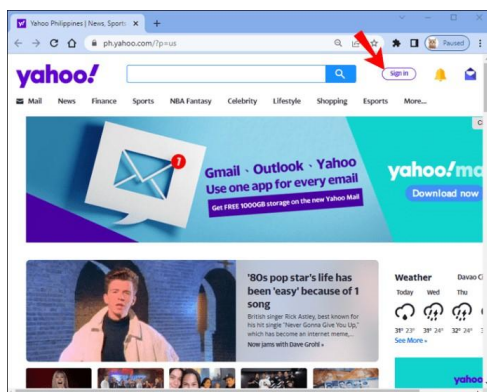 Yahoo Philippines | News, Sports
ph.yahoo.com/?p=us
Paused
yahoo!
Sign in
Mail News Finance Sports NBA Fantasy Celebrity Lifestyle Shopping Esports More...
1
Gmail、Outlook、Yahoo
Use one app for every email
Get FREE 1000GB storage on the new Yahoo Mail
yahoo!ma
Download now
'80s pop star's life has
been 'easy' because of 1
song
British singer Rick Astley, best known for
his hit single "Never Gonna Give You Up,"
which has become an internet meme,...
Now jams with Dave Grohl »
Weather Davao C
Today Wed Thu
31° 23° 31° 24° 32° 24°
See More »
yahoo